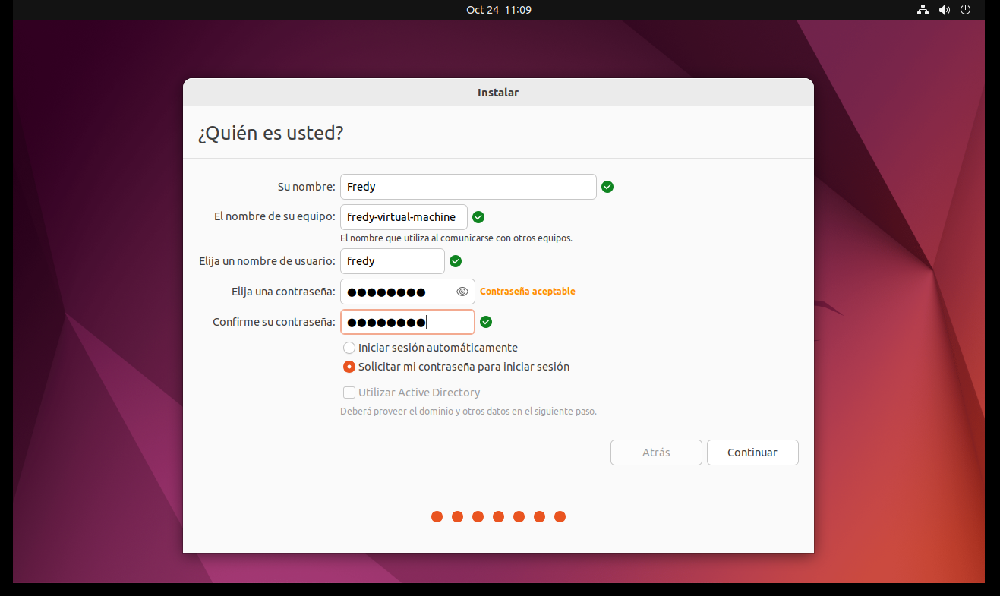 Oct 24 11:09
Instalar
¿Quién es usted?
Su nombre: Fredy
El nombre de su equipo: fredy-virtual-machine
El nombre que utiliza al comunicarse con otros equipos.
Elija un nombre de usuario: fredy
Elija una contraseña: ●●●●●●●● Contraseña aceptable
Confirme su contraseña: ●●●●●●●●
Iniciar sesión automáticamente
Solicitar mi contraseña para iniciar sesión
Utilizar Active Directory
Deberá proveer el dominio y otros datos en el siguiente paso.
Atrás Continuar